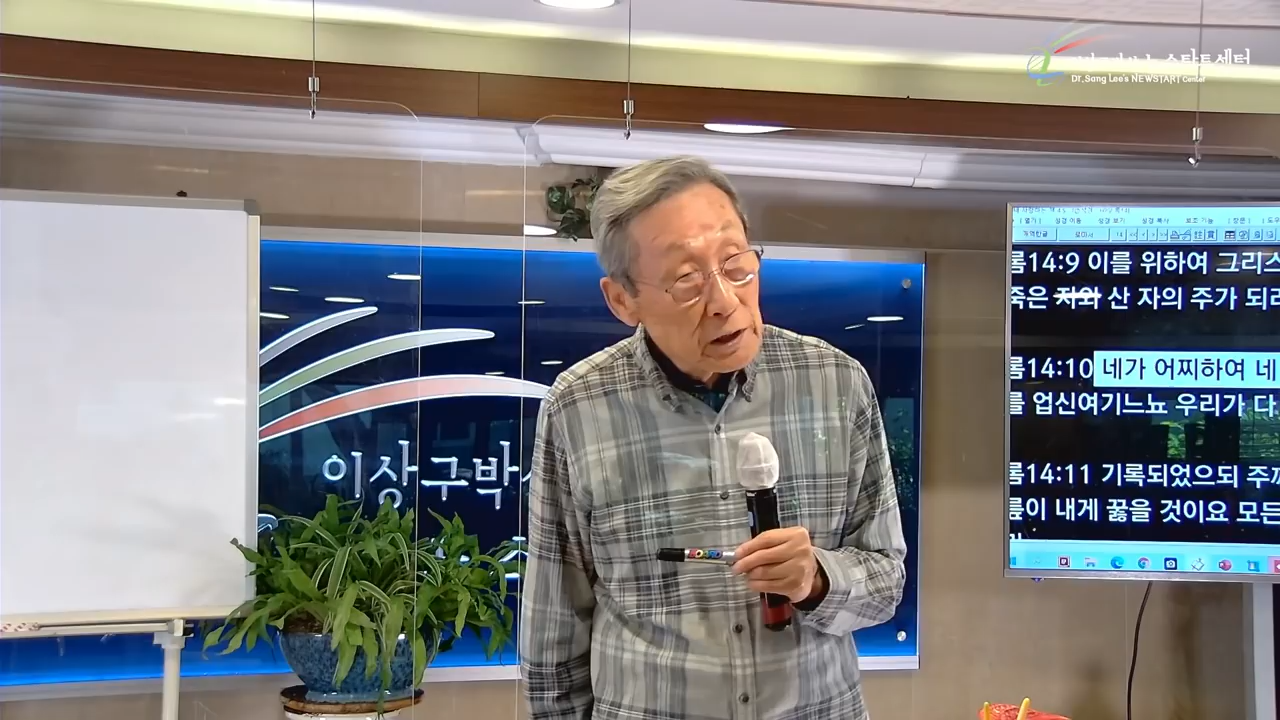 스타트센터
Dr.Sang Lee's NEWSTART Center
이상구박
롬14:9 이를 위하여 그리스
죽은 자와 산 자의 주가 되려
롬14:10 네가 어찌하여 네
를 업신여기느뇨 우리가 다
롬14:11 기록되었으되 주께
릎이 내게 꿇을 것이요 모든